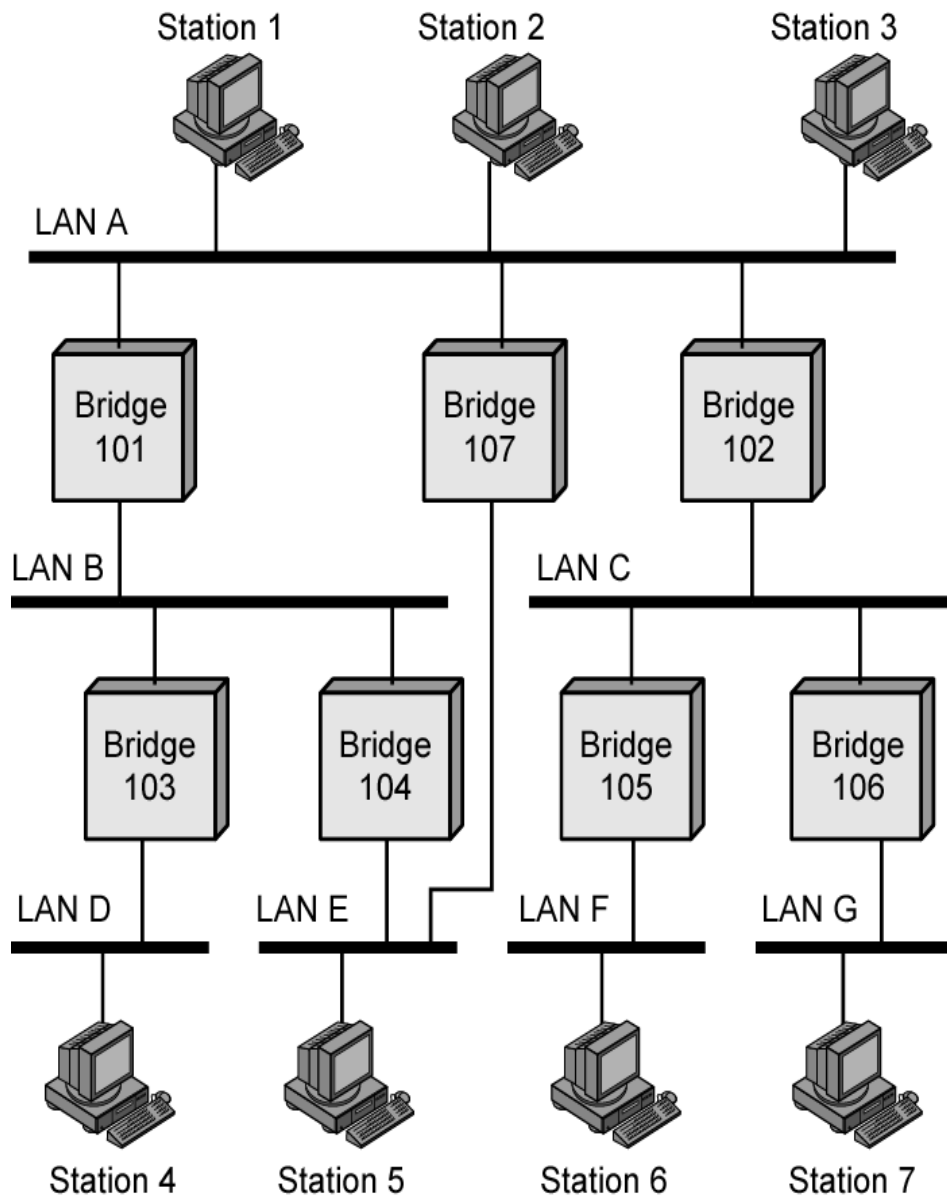 Station 1
Station 2
Station 3
LAN A
Bridge
101
Bridge
107
Bridge
102
LAN B
LAN C
Bridge
103
Bridge
104
Bridge
105
Bridge
106
LAN D
LAN E
LAN F
LAN G
Station 4
Station 5
Station 6
Station 7